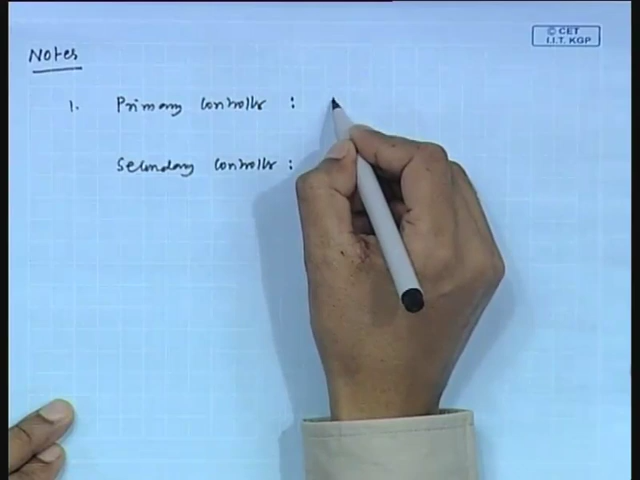 © CET
I.I.T. KGP
Notes
1. Primary controller :
Secondary controller :